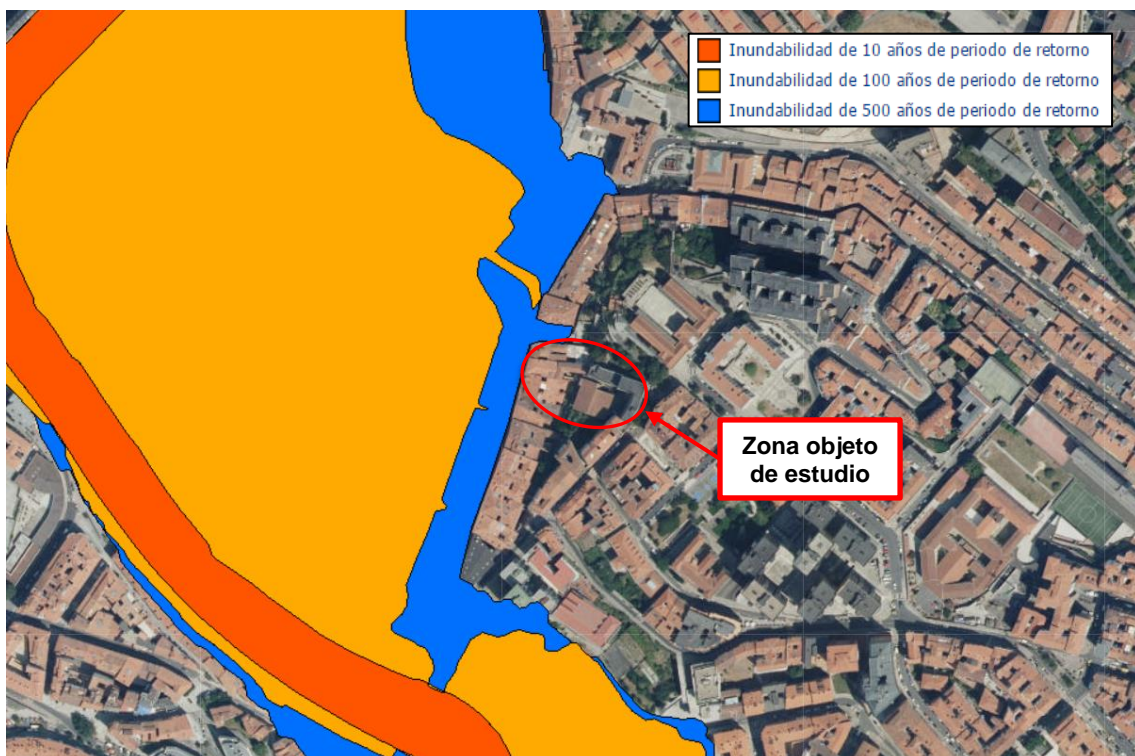 Inundabilidad de 10 años de periodo de retorno
Inundabilidad de 100 años de periodo de retorno
Inundabilidad de 500 años de periodo de retorno
Zona objeto
de estudio